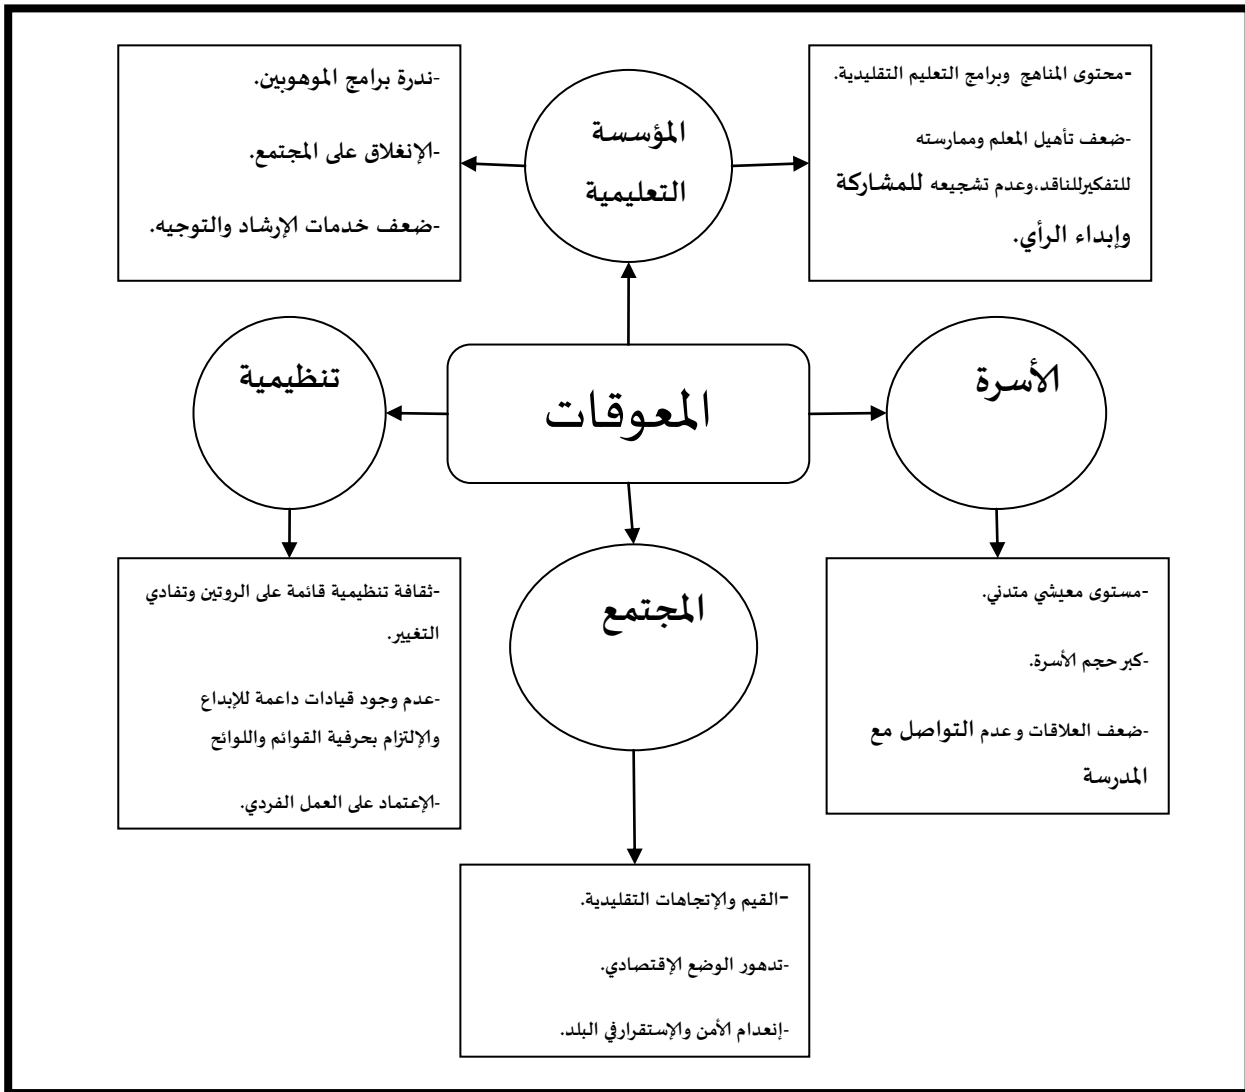 -محتوى المناهج وبرامج التعليم التقليدية.
-ضعف تأهيل المعلم وممارسته
للتفكيرللناقد،وعدم تشجيعه للمشاركة
وإبداء الرأي.
المؤسسة
التعليمية
-ندرة برامج الموهوبين.
-الإنغلاق على المجتمع.
-ضعف خدمات الإرشاد والتوجيه.
الأسرة
المعوقات
تنظيمية
-مستوى معيشي متدني.
-كبر حجم الأسرة.
-ضعف العلاقات وعدم التواصل مع
المدرسة
المجتمع
-ثقافة تنظيمية قائمة على الروتين وتفادي
التغيير.
-عدم وجود قيادات داعمة للإبداع
والإلتزام بحرفية القوائم واللوائح
-الإعتماد على العمل الفردي.
-القيم والإتجاهات التقليدية.
-تدهور الوضع الإقتصادي.
-إنعدام الأمن والإستقرارفي البلد.